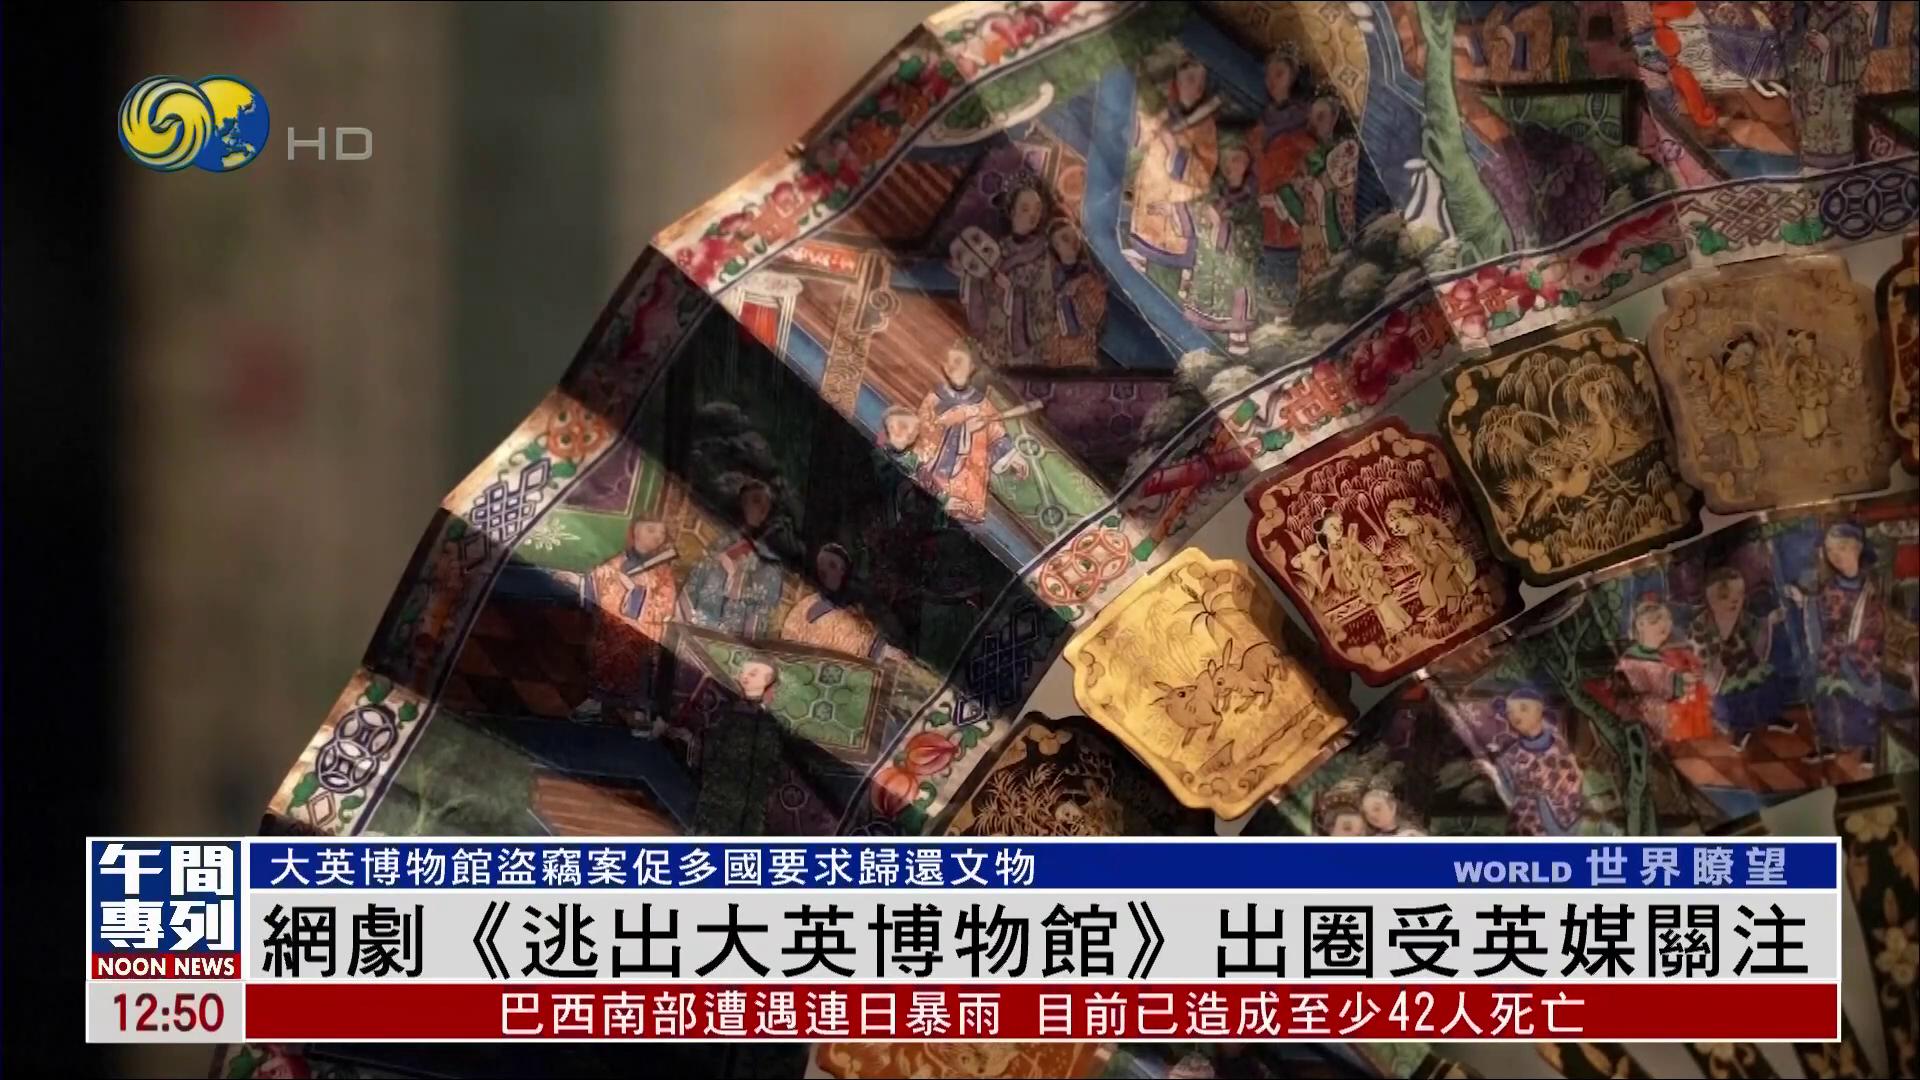 HD
午間專列
NOON NEWS
大英博物館盜竊案促多國要求歸還文物
WORLD 世界瞭望
網劇《逃出大英博物館》出圈受英媒關注
12:50
巴西南部遭遇連日暴雨 目前已造成至少42人死亡